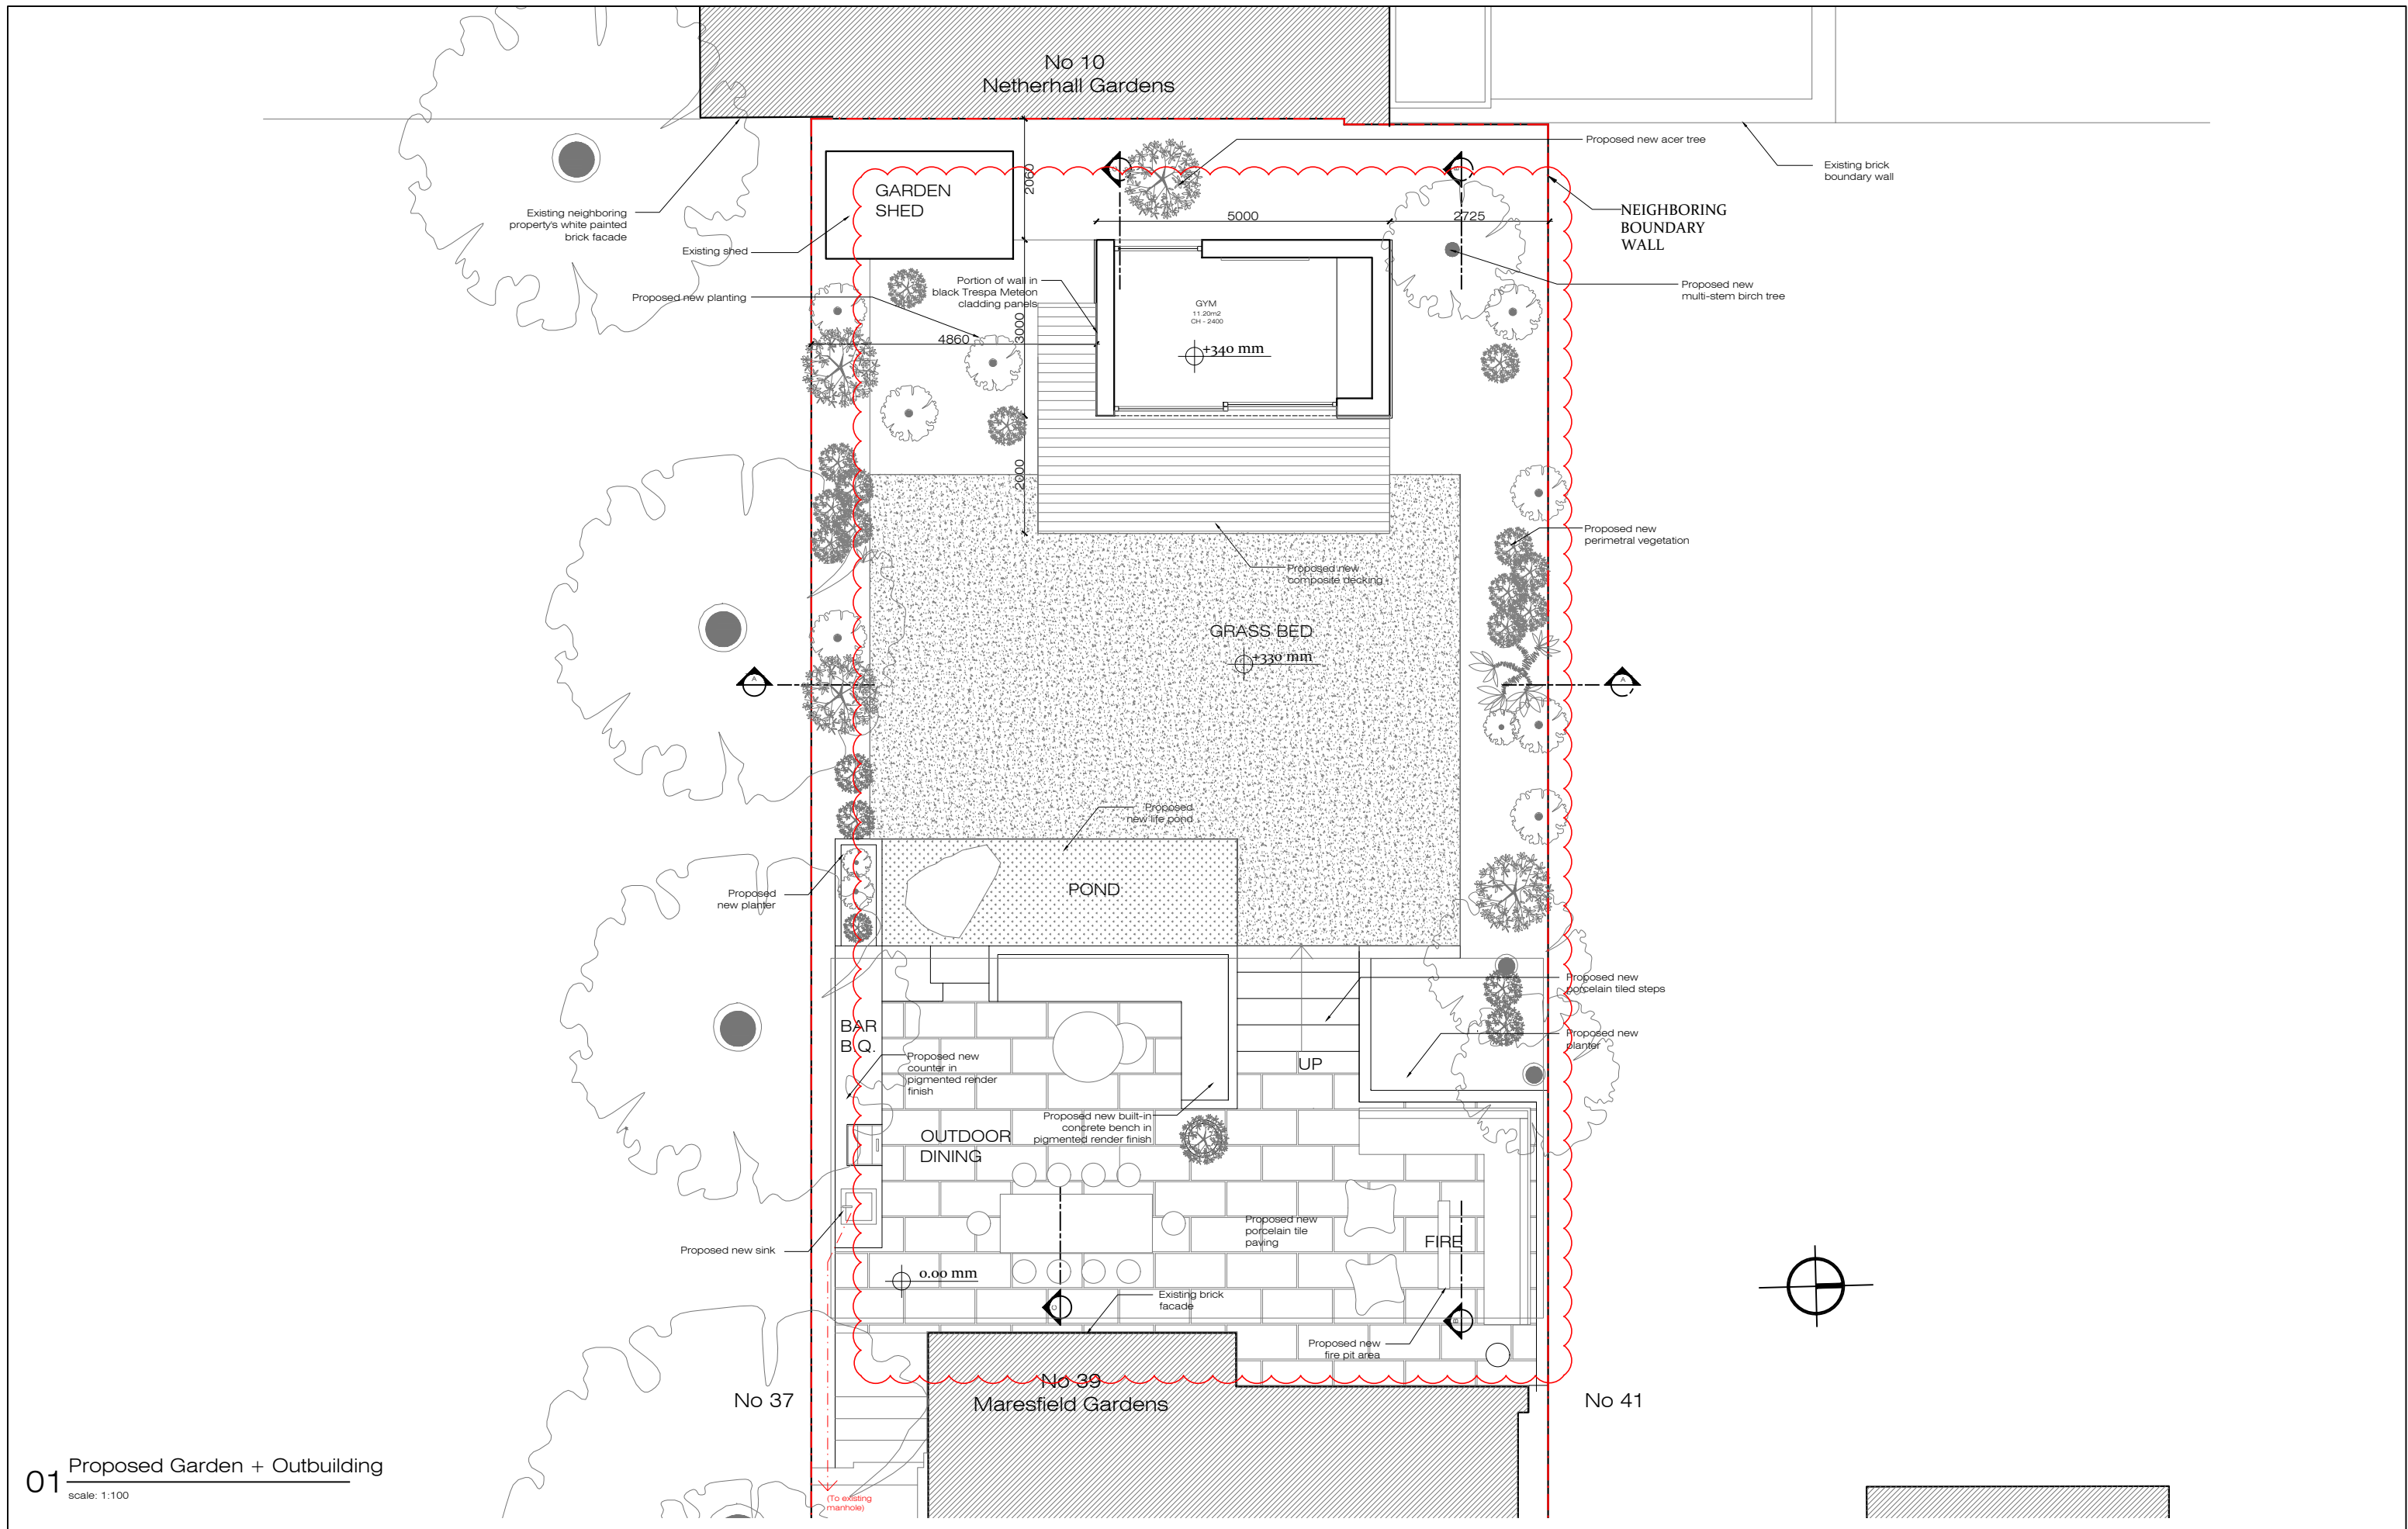 No 10
Netherhall Gardens
Proposed new acer tree
Existing brick
boundary wall
GARDEN
SHED
2060
5000
2725
NEIGHBORING
BOUNDARY
WALL
Existing neighboring
property's white painted
brick facade
Existing shed
Portion of wall in
black Trespa Meteon
cladding panels
Proposed new planting
Proposed new
multi-stem birch tree
GYM
11.20m2
CH - 2400
3000
4860
+340 mm
2000
Proposed new
perimetral vegetation
Proposed new
composite decking
GRASS BED
+330 mm
A
A
Proposed
new life pond
POND
Proposed
new planter
Proposed new
porcelain tiled steps
BAR
B.Q.
Proposed new
planter
UP
Proposed new
counter in
pigmented render
finish
Proposed new built-in
concrete bench in
pigmented render finish
OUTDOOR
DINING
Proposed new
porcelain tile
paving
FIRE
Proposed new sink
0.00 mm
Existing brick
facade
C
B
Proposed new
fire pit area
No 37
No 39
Maresfield Gardens
No 41
(To existing
manhole)
01 Proposed Garden + Outbuilding
scale: 1:100